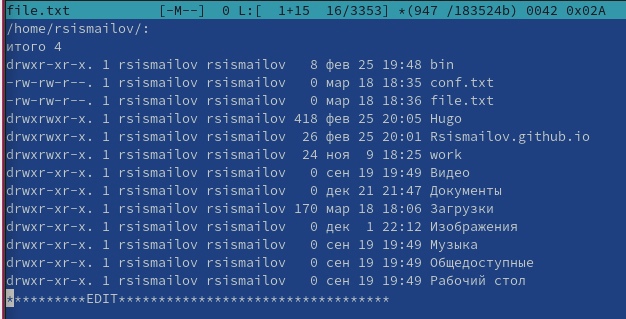 file.txt [-M--] 0 L:[ 1+15 16/3353] *(947 /183524b) 0042 0x02A
/home/rsismailov/:
итого 4
drwxr-xr-x. 1 rsismailov rsismailov 8 фев 25 19:48 bin
-rw-rw-r--. 1 rsismailov rsismailov 0 мар 18 18:35 conf.txt
-rw-rw-r--. 1 rsismailov rsismailov 0 мар 18 18:36 file.txt
drwxrwxr-x. 1 rsismailov rsismailov 418 фев 25 20:05 Hugo
drwxrwxr-x. 1 rsismailov rsismailov 26 фев 25 20:01 Rsismailov.github.io
drwxrwxr-x. 1 rsismailov rsismailov 24 ноя 9 18:25 work
drwxr-xr-x. 1 rsismailov rsismailov 0 сен 19 19:49 Видео
drwxr-xr-x. 1 rsismailov rsismailov 0 дек 21 21:47 Документы
drwxr-xr-x. 1 rsismailov rsismailov 170 мар 18 18:06 Загрузки
drwxr-xr-x. 1 rsismailov rsismailov 0 дек 1 22:12 Изображения
drwxr-xr-x. 1 rsismailov rsismailov 0 сен 19 19:49 Музыка
drwxr-xr-x. 1 rsismailov rsismailov 0 сен 19 19:49 Общедоступные
drwxr-xr-x. 1 rsismailov rsismailov 0 сен 19 19:49 Рабочий стол
**********EDIT**********************************